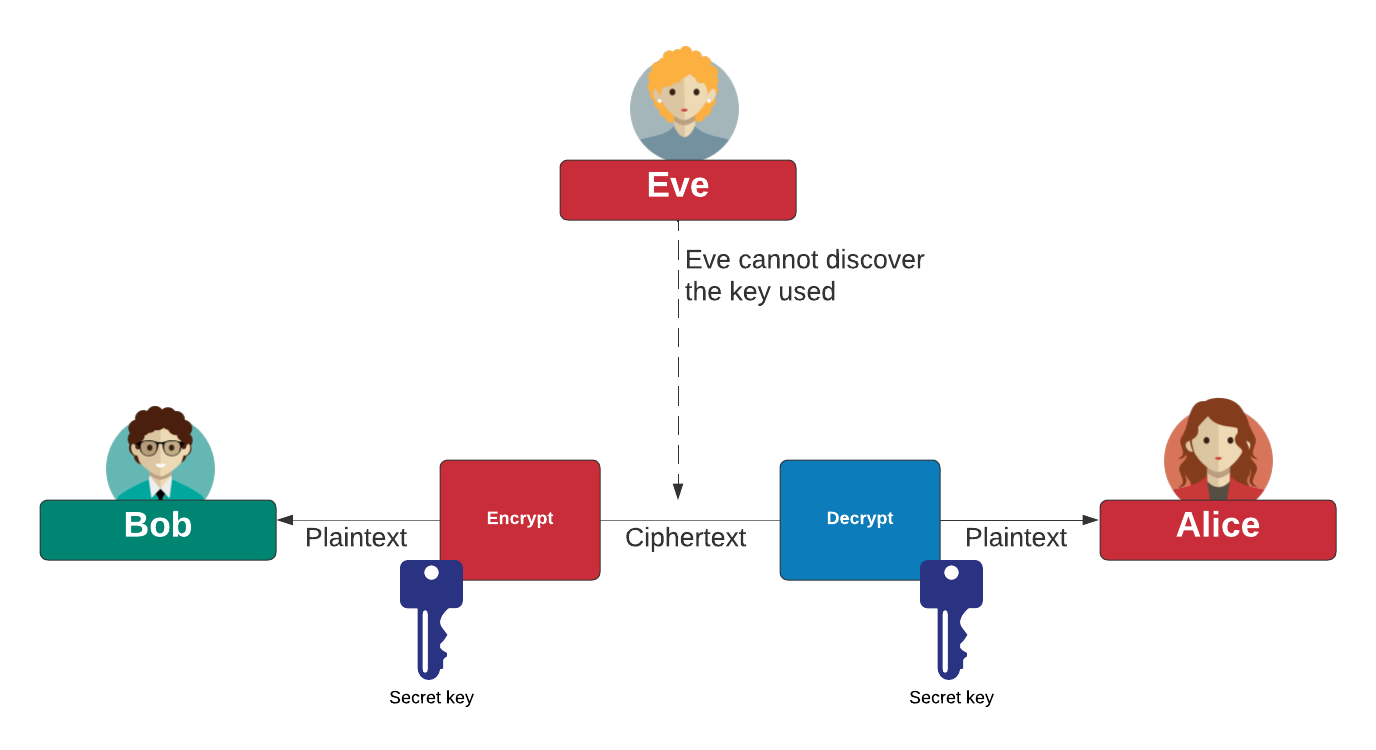 Eve
Eve cannot discover
the key used
Bob
Plaintext
Encrypt
Ciphertext
Decrypt
Plaintext
Alice
Secret key
Secret key